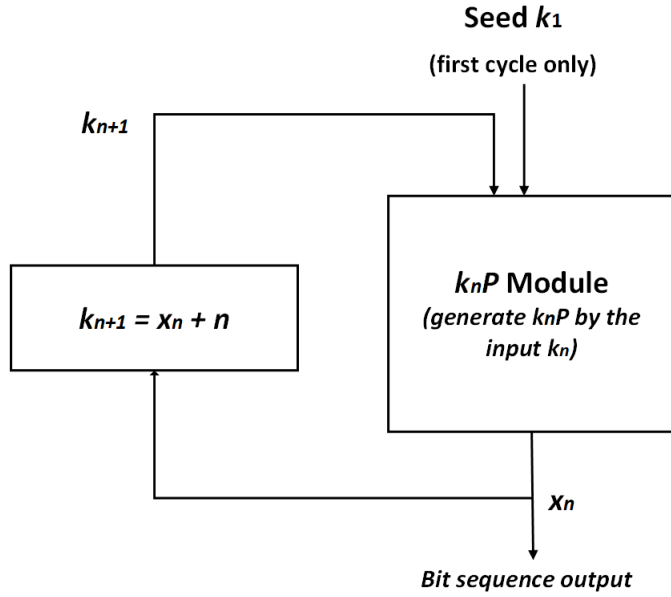 Seed k1
(first cycle only)
kn+1
knP Module
(generate knP by the
input kn)
kn+1 = xn + n
xn
Bit sequence output